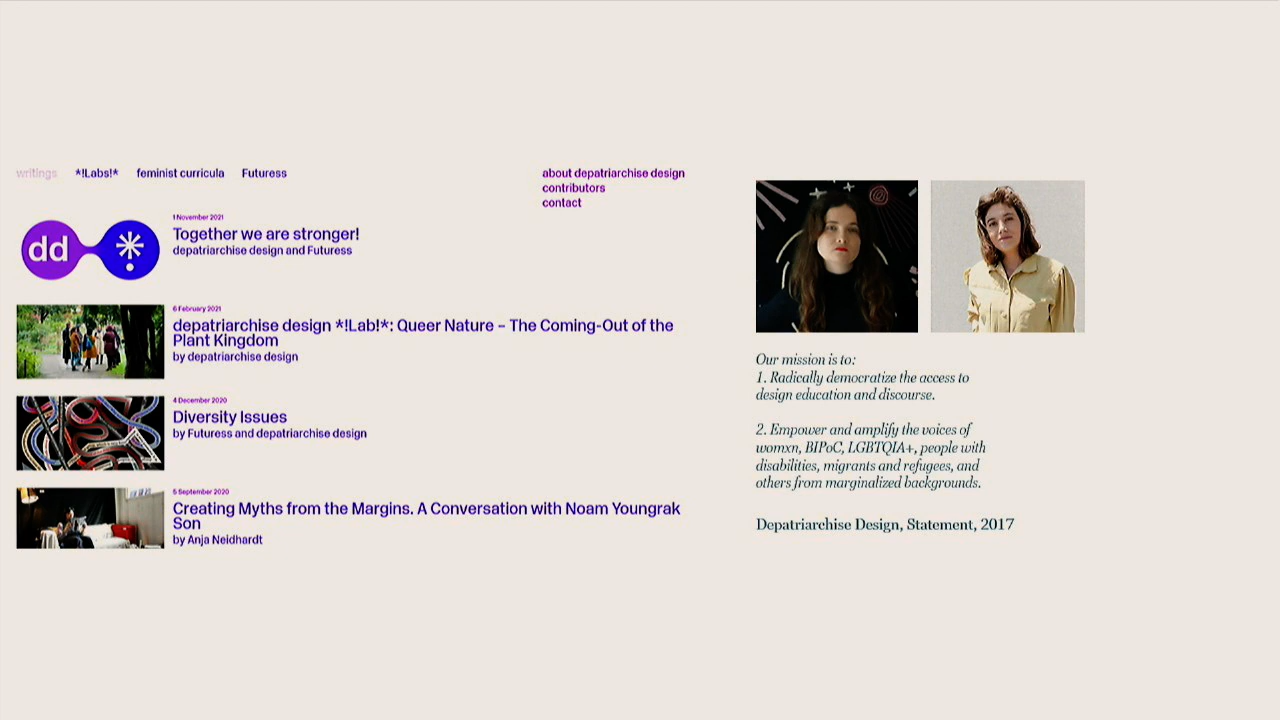 writings *!Labs!* feminist curricula Futuress
about depatriarchise design
contributors
contact
dd *!
1 November 2021
Together we are stronger!
depatriarchise design and Futuress
6 February 2021
depatriarchise design *!Lab!*: Queer Nature – The Coming-Out of the
Plant Kingdom
by depatriarchise design
4 December 2020
Diversity Issues
by Futuress and depatriarchise design
5 September 2020
Creating Myths from the Margins. A Conversation with Noam Youngrak
Son
by Anja Neidhardt
Our mission is to:
1. Radically democratize the access to
design education and discourse.
2. Empower and amplify the voices of
womxn, BIPoC, LGBTQIA+, people with
disabilities, migrants and refugees, and
others from marginalized backgrounds.
Depatriarchise Design, Statement, 2017